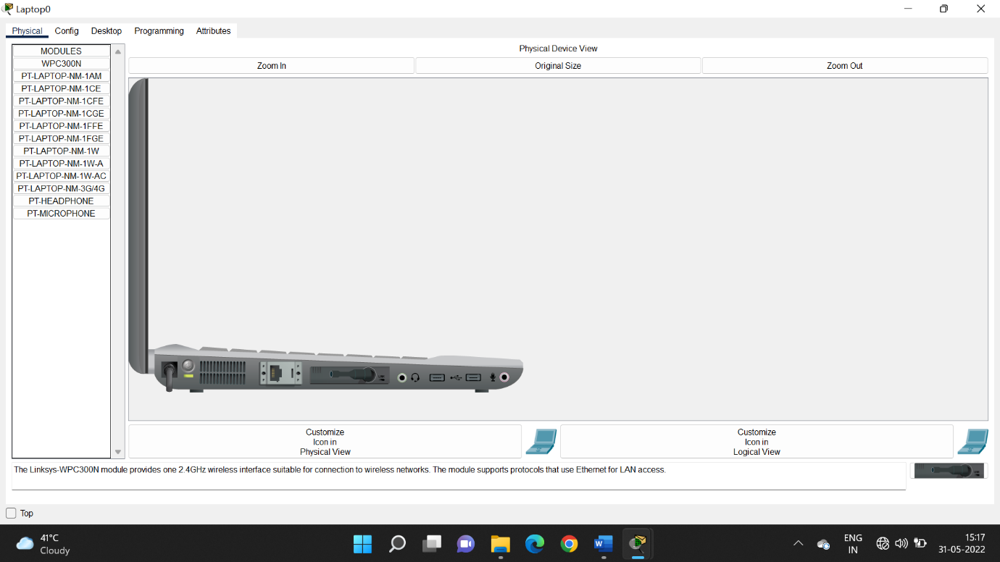 Laptop0
Physical Config Desktop Programming Attributes
MODULES
WPC300N
PT-LAPTOP-NM-1AM
PT-LAPTOP-NM-1CE
PT-LAPTOP-NM-1CFE
PT-LAPTOP-NM-1CGE
PT-LAPTOP-NM-1FFE
PT-LAPTOP-NM-1FGE
PT-LAPTOP-NM-1W
PT-LAPTOP-NM-1W-A
PT-LAPTOP-NM-1W-AC
PT-LAPTOP-NM-3G/4G
PT-HEADPHONE
PT-MICROPHONE
Physical Device View
Zoom In Original Size Zoom Out
Customize
Icon in
Physical View
Customize
Icon in
Logical View
The Linksys-WPC300N module provides one 2.4GHz wireless interface suitable for connection to wireless networks. The module supports protocols that use Ethernet for LAN access.
Top
41°C
Cloudy
W
ENG
IN
15:17
31-05-2022